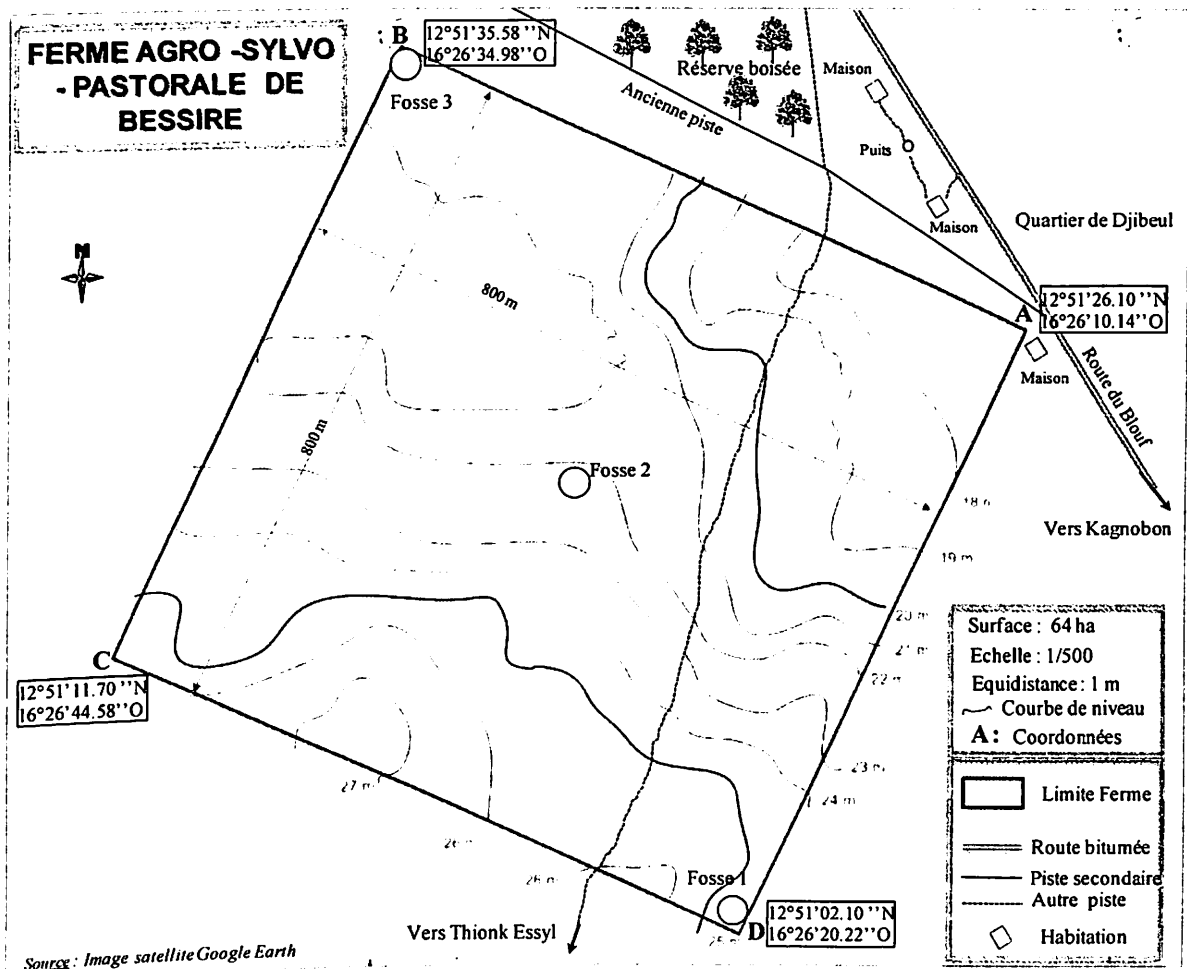 FERME AGRO -SYLVO
- PASTORALE DE
BESSIRE
B
12°51'35.58 ''N
16°26'34.98''O
Fosse 3
Réserve boisée
Ancienne piste
Maison
Puits
Maison
Quartier de Djibeul
N
800 m
12°51'26.10 ''N
16°26'10.14''O
A
Maison
Route du Blouf
800 m
Fosse 2
18 m
Vers Kagnobon
19 m
20 m
21 m
22 m
C
12°51'11.70 ''N
16°26'44.58''O
23 m
24 m
27 m
26 m
26 m
Fosse 1
12°51'02.10 ''N
16°26'20.22''O
D
25 m
Vers Thionk Essyl
Surface : 64 ha
Echelle : 1/500
Equidistance : 1 m
Courbe de niveau
A : Coordonnées
Limite Ferme
Route bitumée
Piste secondaire
Autre piste
Habitation
Source : Image satellite Google Earth